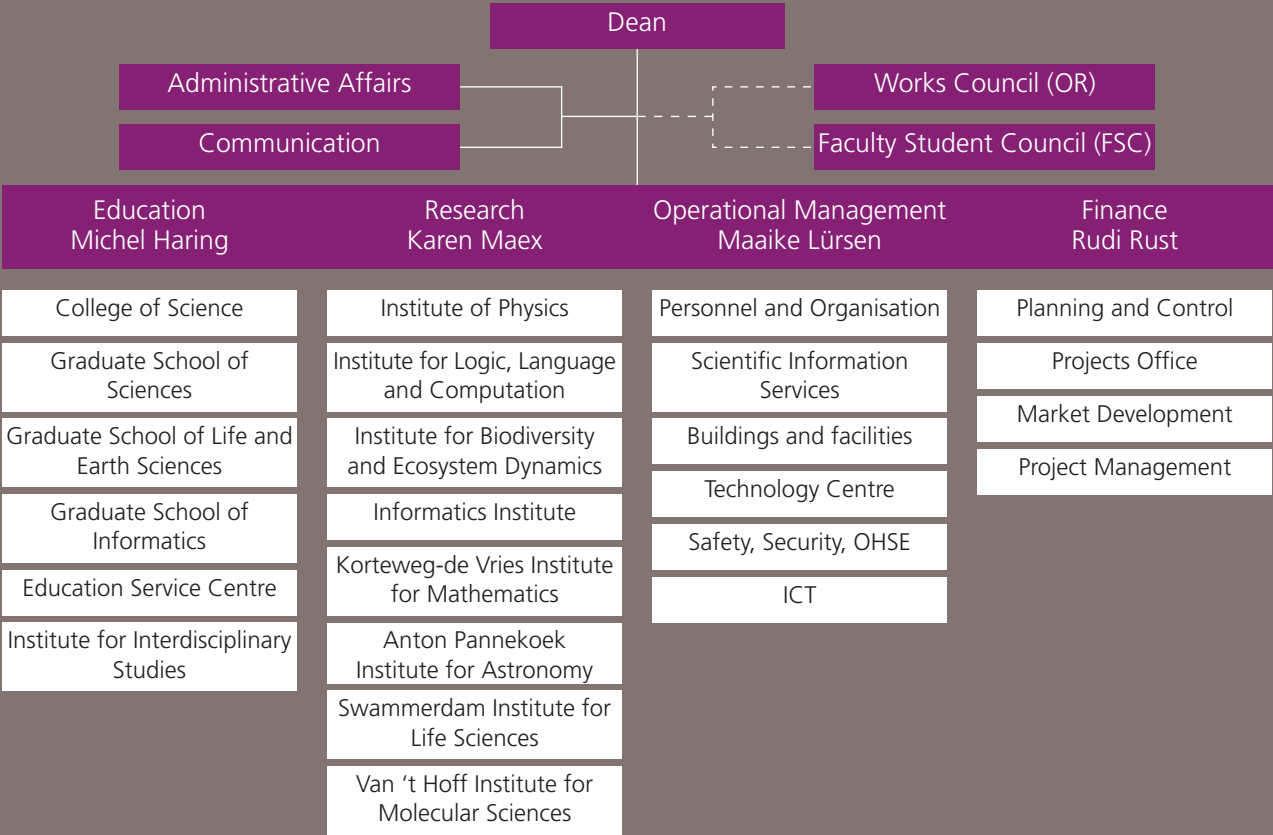 Dean
Administrative Affairs
Communication
Works Council (OR)
Faculty Student Council (FSC)
Education
Michel Haring
Research
Karen Maex
Operational Management
Maaike Lürsen
Finance
Rudi Rust
College of Science
Graduate School of
Sciences
Graduate School of Life and
Earth Sciences
Graduate School of
Informatics
Education Service Centre
Institute for Interdisciplinary
Studies
Institute of Physics
Institute for Logic, Language
and Computation
Institute for Biodiversity
and Ecosystem Dynamics
Informatics Institute
Korteweg-de Vries Institute
for Mathematics
Anton Pannekoek
Institute for Astronomy
Swammerdam Institute for
Life Sciences
Van ‘t Hoff Institute for
Molecular Sciences
Personnel and Organisation
Scientific Information
Services
Buildings and facilities
Technology Centre
Safety, Security, OHSE
ICT
Planning and Control
Projects Office
Market Development
Project Management